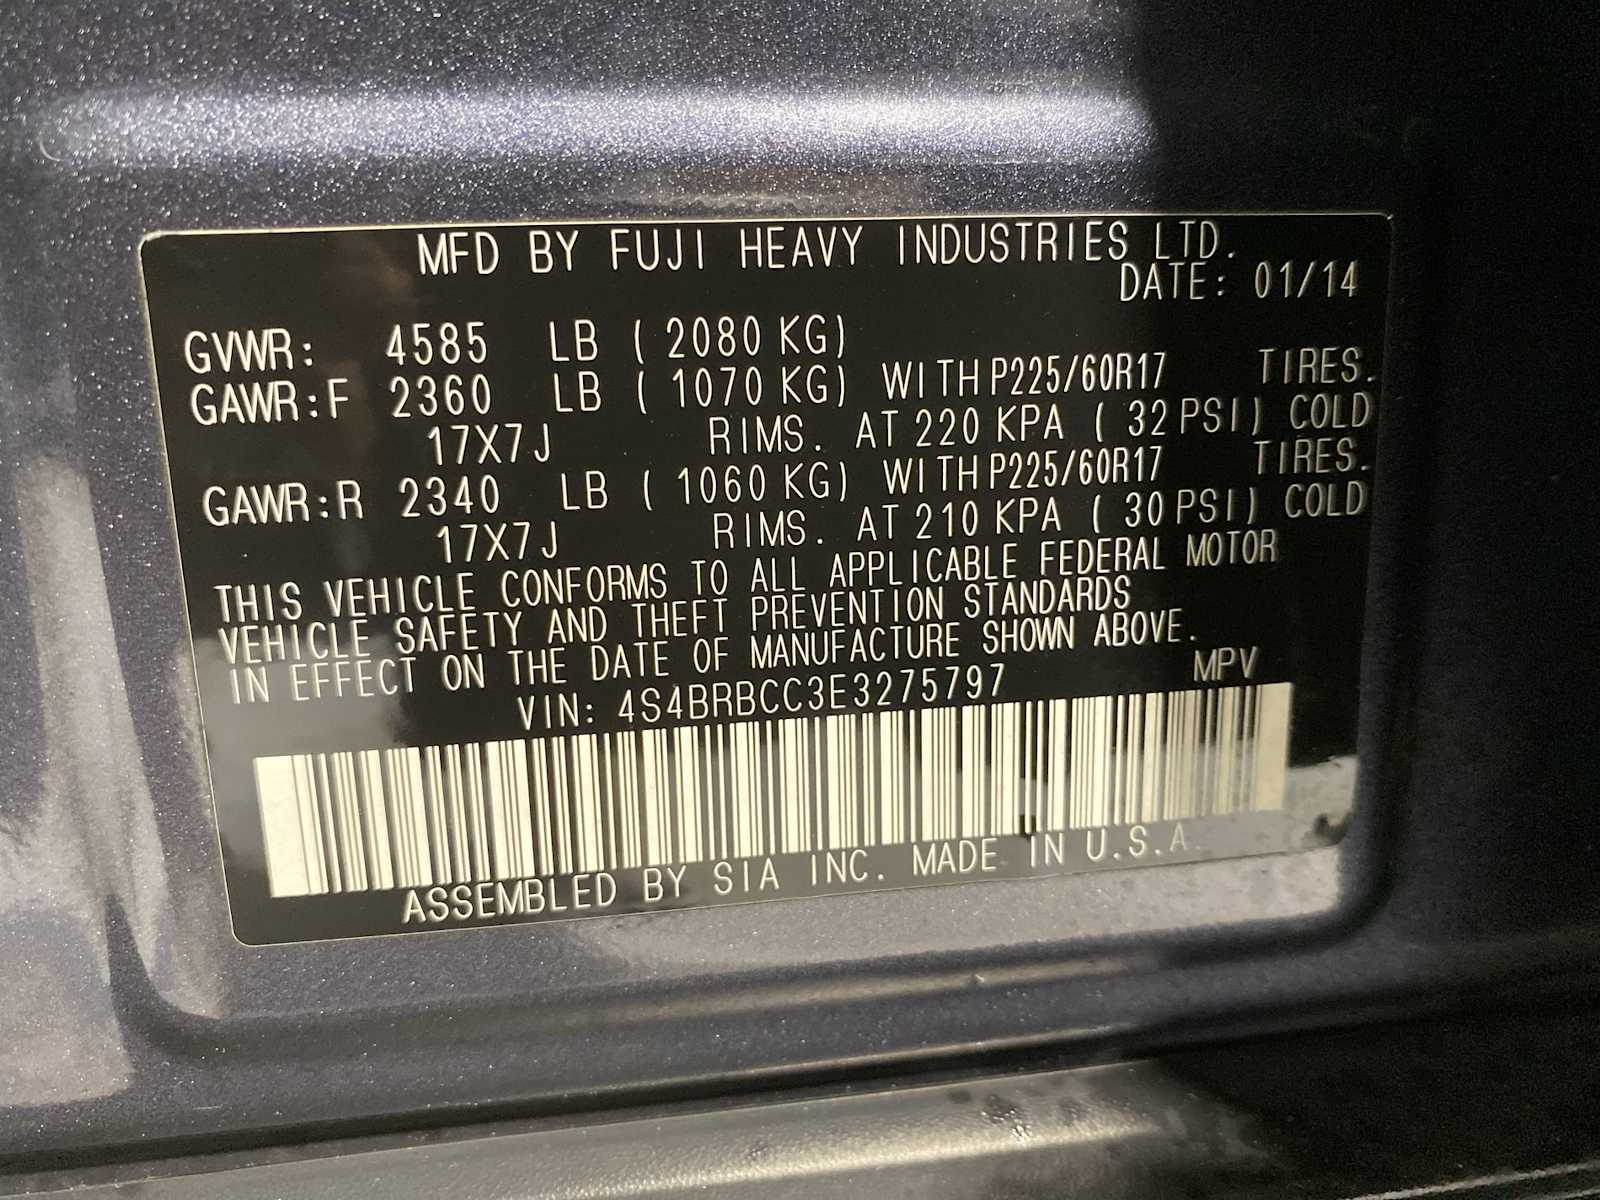 MFD BY FUJI HEAVY INDUSTRIES LTD.
DATE: 01/14
GVWR: 4585 LB ( 2080 KG)
GAWR:F 2360 LB ( 1070 KG) WITH P225/60R17 TIRES.
17X7J RIMS. AT 220 KPA ( 32 PSI) COLD
GAWR:R 2340 LB ( 1060 KG) WITH P225/60R17 TIRES.
17X7J RIMS. AT 210 KPA ( 30 PSI) COLD
THIS VEHICLE CONFORMS TO ALL APPLICABLE FEDERAL MOTOR
VEHICLE SAFETY AND THEFT PREVENTION STANDARDS
IN EFFECT ON THE DATE OF MANUFACTURE SHOWN ABOVE.
VIN: 4S4BRBCC3E3275797 MPV
ASSEMBLED BY SIA INC. MADE IN U.S.A.